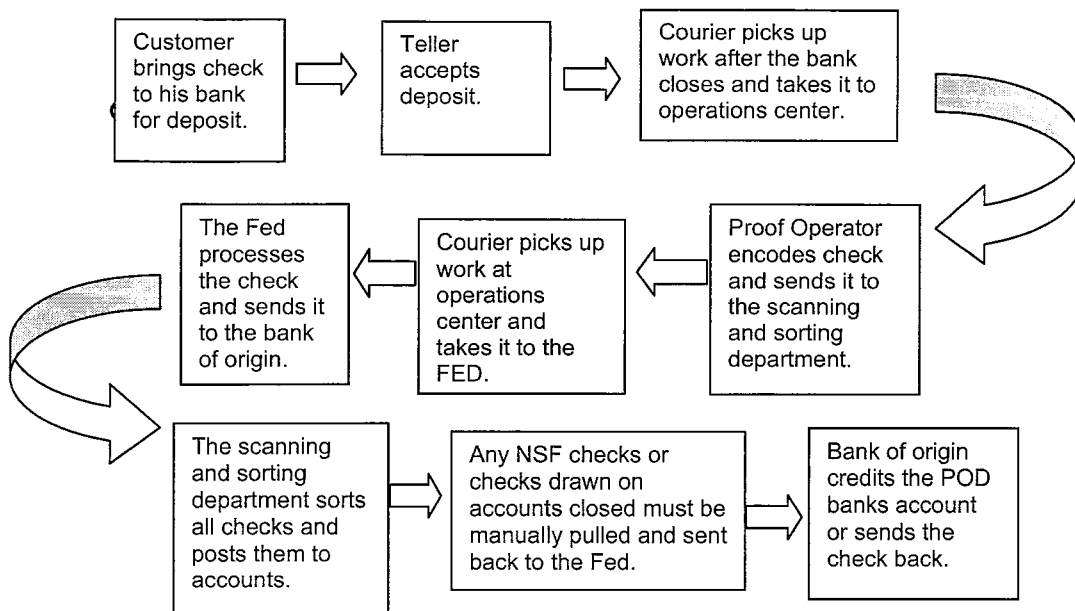 Customer
brings check
to his bank
for deposit.
Teller
accepts
deposit.
Courier picks up
work after the bank
closes and takes it to
operations center.
Proof Operator
encodes check
and sends it to
the scanning
and sorting
department.
Courier picks up
work at
operations
center and
takes it to the
FED.
The Fed
processes
the check
and sends it
to the bank
of origin.
The scanning
and sorting
department sorts
all checks and
posts them to
accounts.
Any NSF checks or
checks drawn on
accounts closed must be
manually pulled and sent
back to the Fed.
Bank of origin
credits the POD
banks account
or sends the
check back.